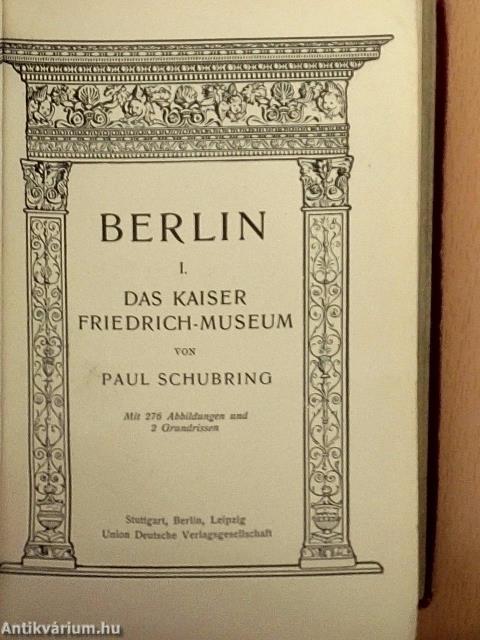 BERLIN
I.
DAS KAISER
FRIEDRICH-MUSEUM
VON
PAUL SCHUBRING
Mit 276 Abbildungen und
2 Grundrissen
Stuttgart, Berlin, Leipzig
Union Deutsche Verlagsgesellschaft
Antikvárium.hu